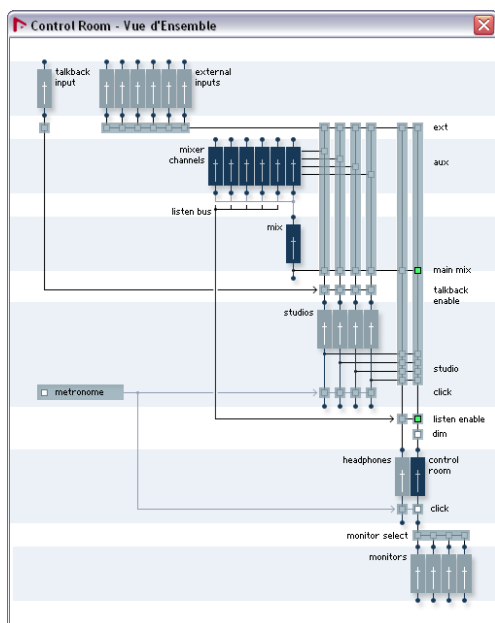 Control Room - Vue d'Ensemble
talkback
input
external
inputs
ext
mixer
channels
aux
listen bus
mix
main mix
talkback
enable
studios
studio
metronome
click
listen enable
dim
headphones
control
room
click
monitor select
monitors